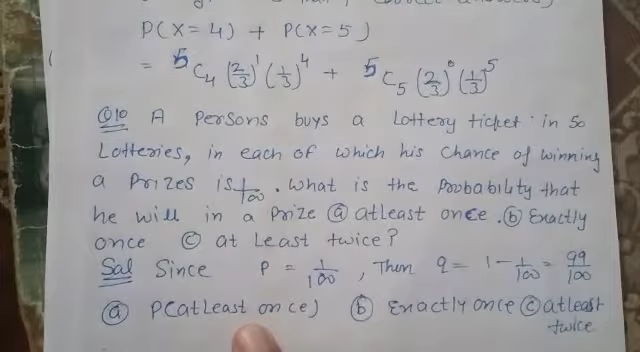 P(X=4) + P(X=5)
= ⁵C₄ (2/3)¹ (1/3)⁴ + ⁵C₅ (2/3)⁰ (1/3)⁵
Q10 A Persons buys a Lottery ticket in 50
Lotteries, in each of which his chance of winning
a Prizes is 1/100. What is the Probability that
he will in a Prize (a) atleast once. (b) Exactly
once (c) at Least twice?
Sol Since P = 1/100, Then q = 1 - 1/100 = 99/100
(a) P(atLeast once) (b) Exactly once (c) atleast
twice